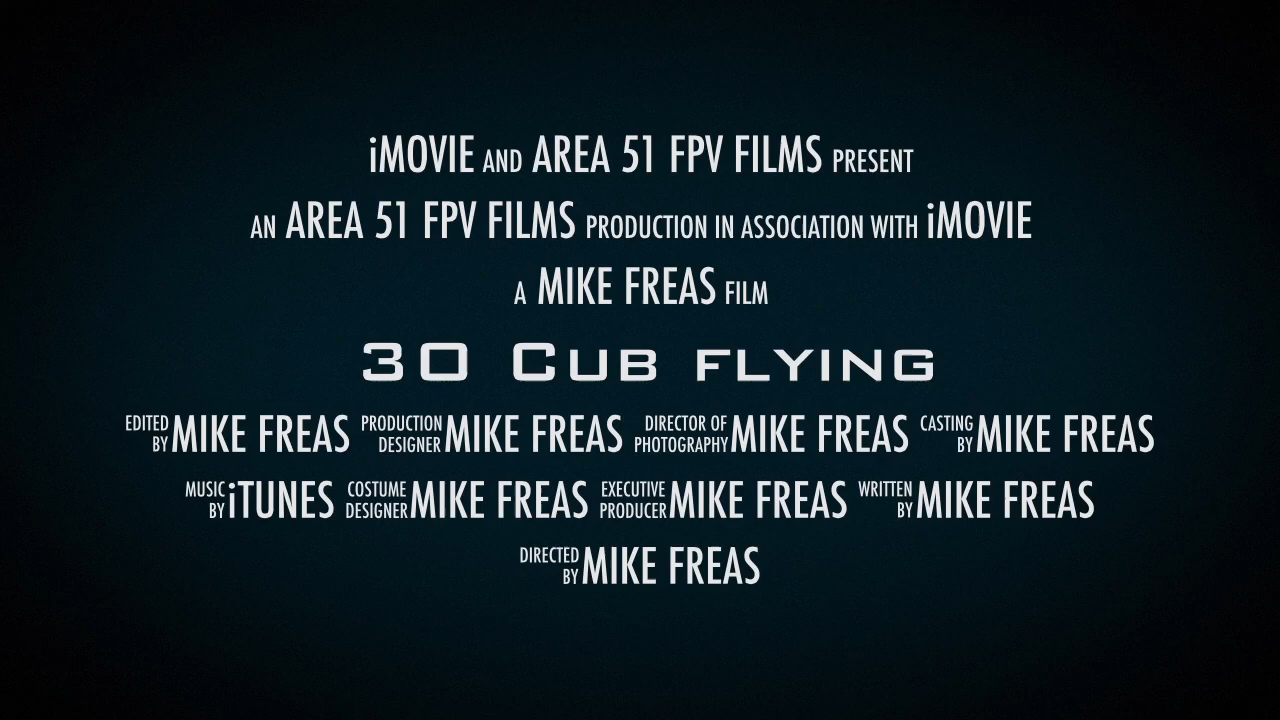 iMOVIE AND AREA 51 FPV FILMS PRESENT
AN AREA 51 FPV FILMS PRODUCTION IN ASSOCIATION WITH iMOVIE
A MIKE FREAS FILM
30 CUB FLYING
EDITED BY MIKE FREAS PRODUCTION DESIGNER MIKE FREAS DIRECTOR OF PHOTOGRAPHY MIKE FREAS CASTING BY MIKE FREAS
MUSIC BY iTUNES COSTUME DESIGNER MIKE FREAS EXECUTIVE PRODUCER MIKE FREAS WRITTEN BY MIKE FREAS
DIRECTED BY MIKE FREAS